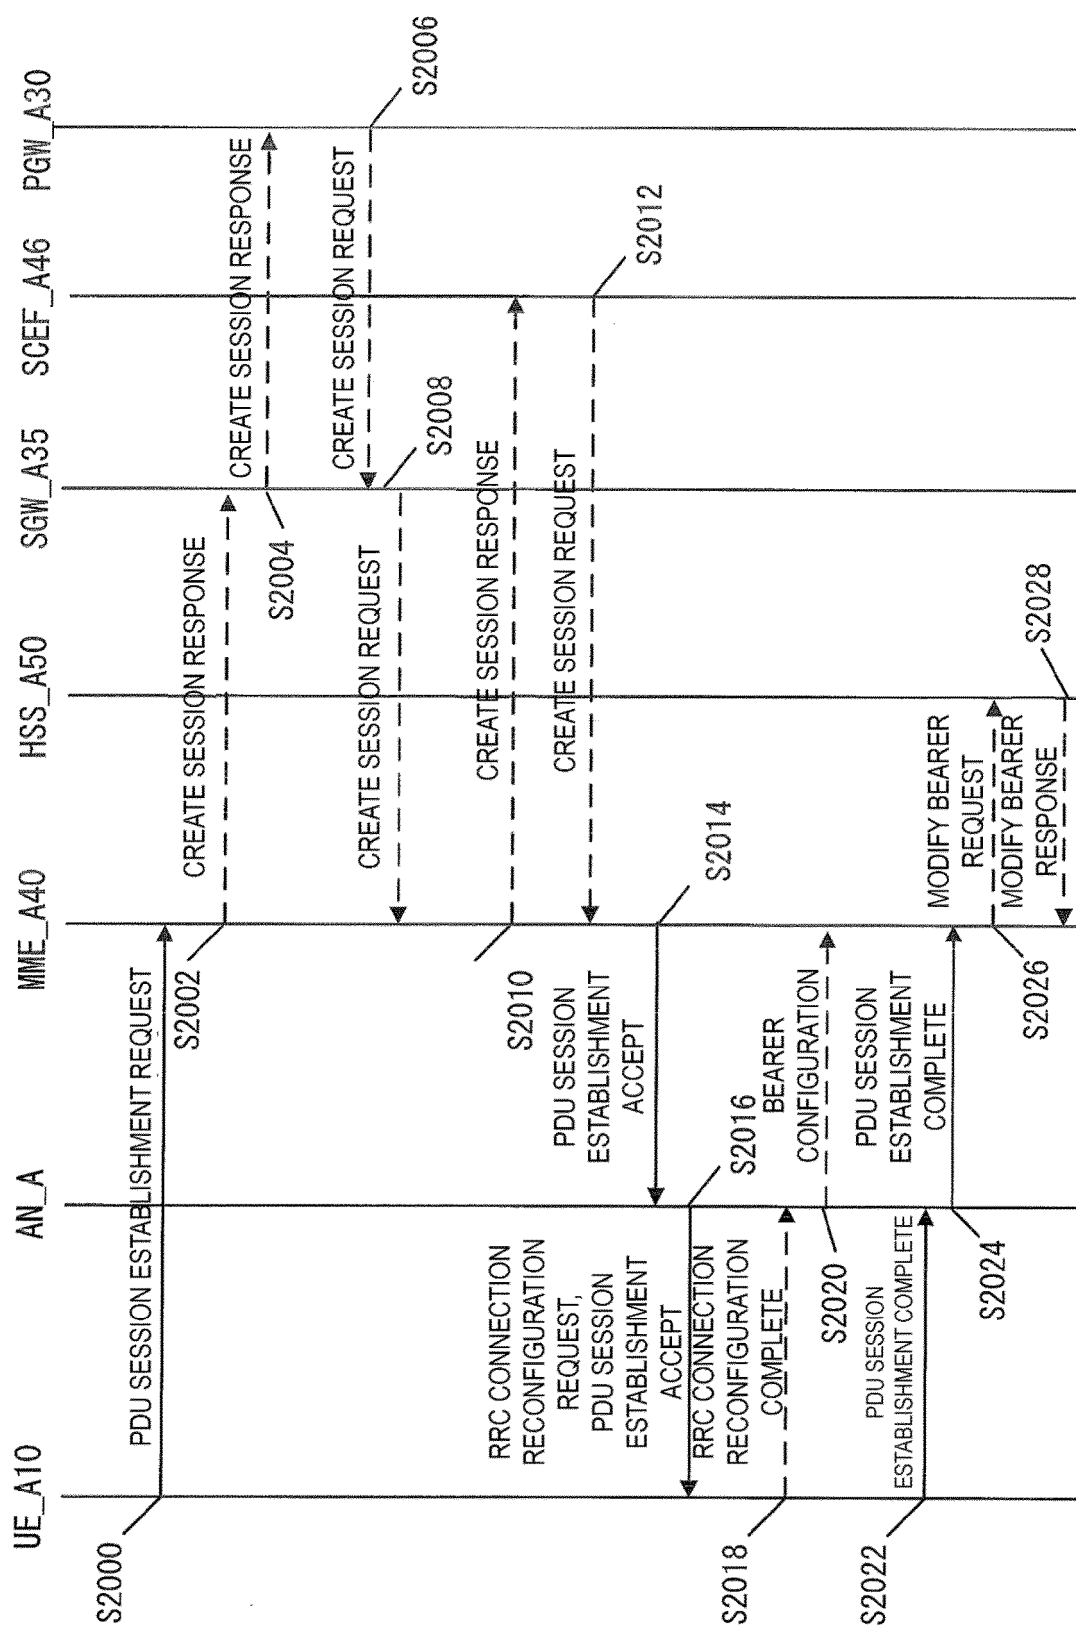 UE_A10
AN_A
MME_A40
HSS_A50
SGW_A35
SCEF_A46
PGW_A30
S2000
PDU SESSION ESTABLISHMENT REQUEST
S2002
CREATE SESSION RESPONSE
S2004
CREATE SESSION RESPONSE
S2006
CREATE SESSION REQUEST
S2008
CREATE SESSION REQUEST
S2010
CREATE SESSION RESPONSE
S2012
CREATE SESSION REQUEST
S2014
PDU SESSION
ESTABLISHMENT
ACCEPT
S2016
RRC CONNECTION
RECONFIGURATION
REQUEST,
PDU SESSION
ESTABLISHMENT
ACCEPT
S2018
RRC CONNECTION
RECONFIGURATION
COMPLETE
S2020
BEARER
CONFIGURATION
S2022
PDU SESSION
ESTABLISHMENT COMPLETE
S2024
PDU SESSION
ESTABLISHMENT
COMPLETE
S2026
MODIFY BEARER
REQUEST
S2028
MODIFY BEARER
RESPONSE